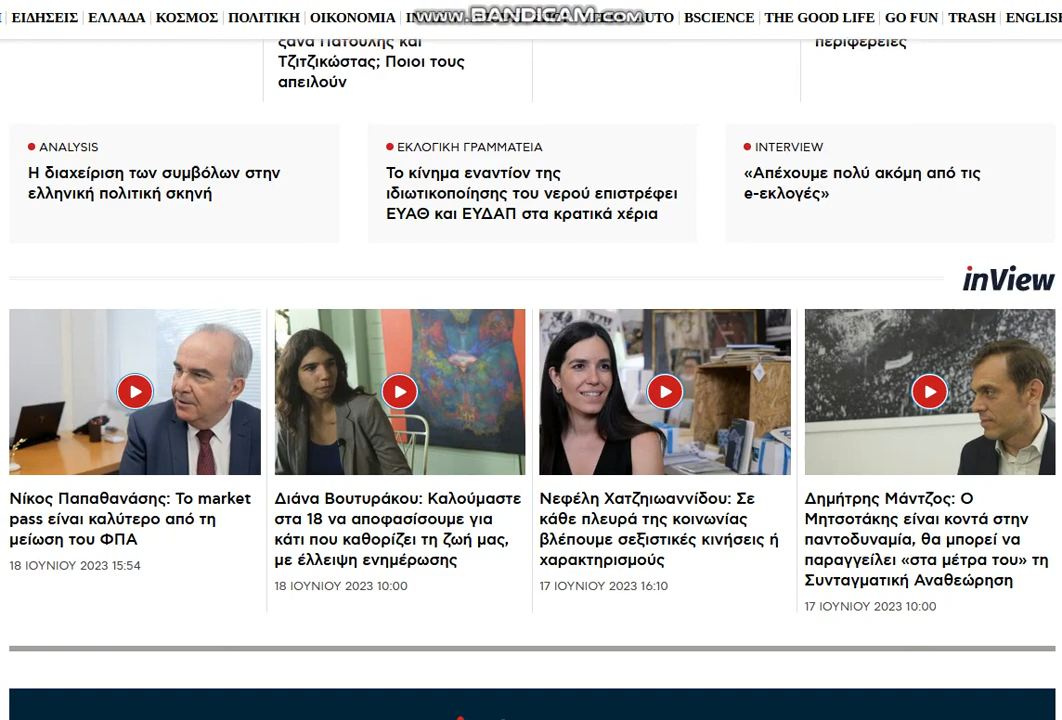 ΕΙΔΗΣΕΙΣ ΕΛΛΑΔΑ ΚΟΣΜΟΣ ΠΟΛΙΤΙΚΗ ΟΙΚΟΝΟΜΙΑ www.BANDICAM.com AUTO BSCIENCE THE GOOD LIFE GO FUN TRASH ENGLISH
ξανά Πατούλης και
Τζιτζικώστας; Ποιοι τους
απειλούν
περιφέρειες
ANALYSIS
Η διαχείριση των συμβόλων στην
ελληνική πολιτική σκηνή
ΕΚΛΟΓΙΚΗ ΓΡΑΜΜΑΤΕΙΑ
Το κίνημα εναντίον της
ιδιωτικοποίησης του νερού επιστρέφει
ΕΥΑΘ και ΕΥΔΑΠ στα κρατικά χέρια
INTERVIEW
«Απέχουμε πολύ ακόμη από τις
e-εκλογές»
inView
Νίκος Παπαθανάσης: Το market
pass είναι καλύτερο από τη
μείωση του ΦΠΑ
18 ΙΟΥΝΙΟΥ 2023 15:54
Διάνα Βουτυράκου: Καλούμαστε
στα 18 να αποφασίσουμε για
κάτι που καθορίζει τη ζωή μας,
με έλλειψη ενημέρωσης
18 ΙΟΥΝΙΟΥ 2023 10:00
Νεφέλη Χατζηιωαννίδου: Σε
κάθε πλευρά της κοινωνίας
βλέπουμε σεξιστικές κινήσεις ή
χαρακτηρισμούς
17 ΙΟΥΝΙΟΥ 2023 16:10
Δημήτρης Μάντζος: Ο
Μητσοτάκης είναι κοντά στην
παντοδυναμία, θα μπορεί να
παραγγείλει «στα μέτρα του» τη
Συνταγματική Αναθεώρηση
17 ΙΟΥΝΙΟΥ 2023 10:00